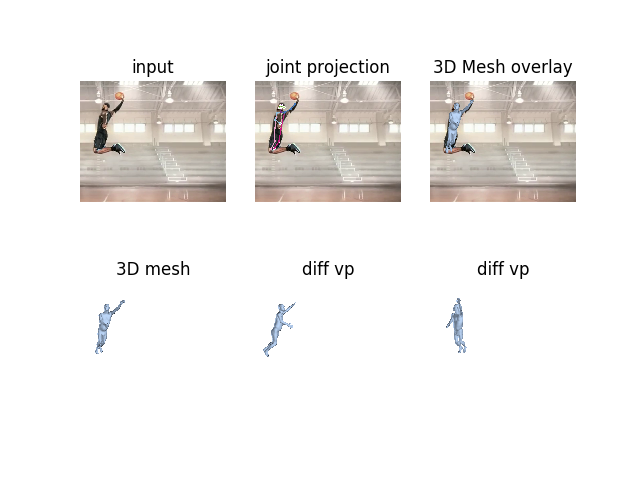 input
joint projection
3D Mesh overlay
3D mesh
diff vp
diff vp